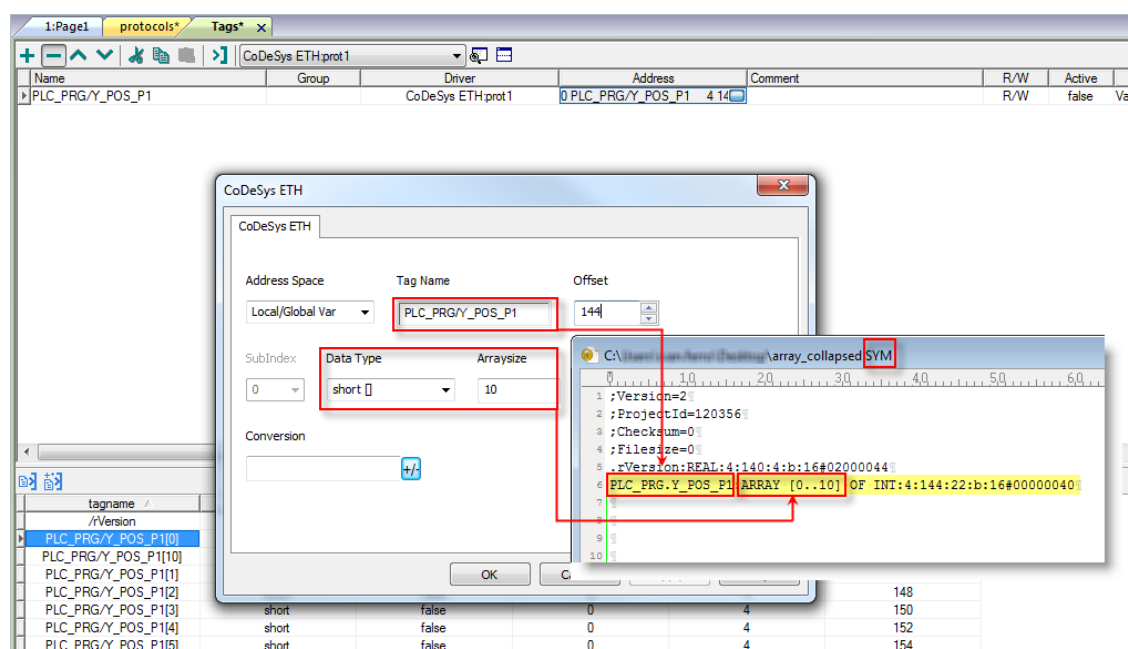 1:Page1 protocols* Tags* x
CoDeSys ETH:prot1
Name Group Driver Address Comment R/W Active
PLC_PRG/Y_POS_P1 CoDeSys ETH:prot1 0 PLC_PRG/Y_POS_P1 4 14 R/W false Va
CoDeSys ETH
CoDeSys ETH
Address Space Tag Name Offset
Local/Global Var PLC_PRG/Y_POS_P1 144
SubIndex Data Type Arraysize
0 short [] 10
Conversion
+/-
OK
C:\ \array_collapsed.SYM
0 10 20 30 40 50 60
1 ;Version=2
2 ;ProjectId=120356
3 ;Checksum=0
4 ;Filesize=0
5 .rVersion:REAL:4:140:4:b:16#02000044
6 PLC_PRG.Y_POS_P1:ARRAY [0..10] OF INT:4:144:22:b:16#00000040
7
8
9
10
tagname /
/rVersion
PLC_PRG/Y_POS_P1[0]
PLC_PRG/Y_POS_P1[10]
PLC_PRG/Y_POS_P1[1]
PLC_PRG/Y_POS_P1[2] 148
PLC_PRG/Y_POS_P1[3] short false 0 4 150
PLC_PRG/Y_POS_P1[4] short false 0 4 152
PLC_PRG/Y_POS_P1[5] short false 0 4 154